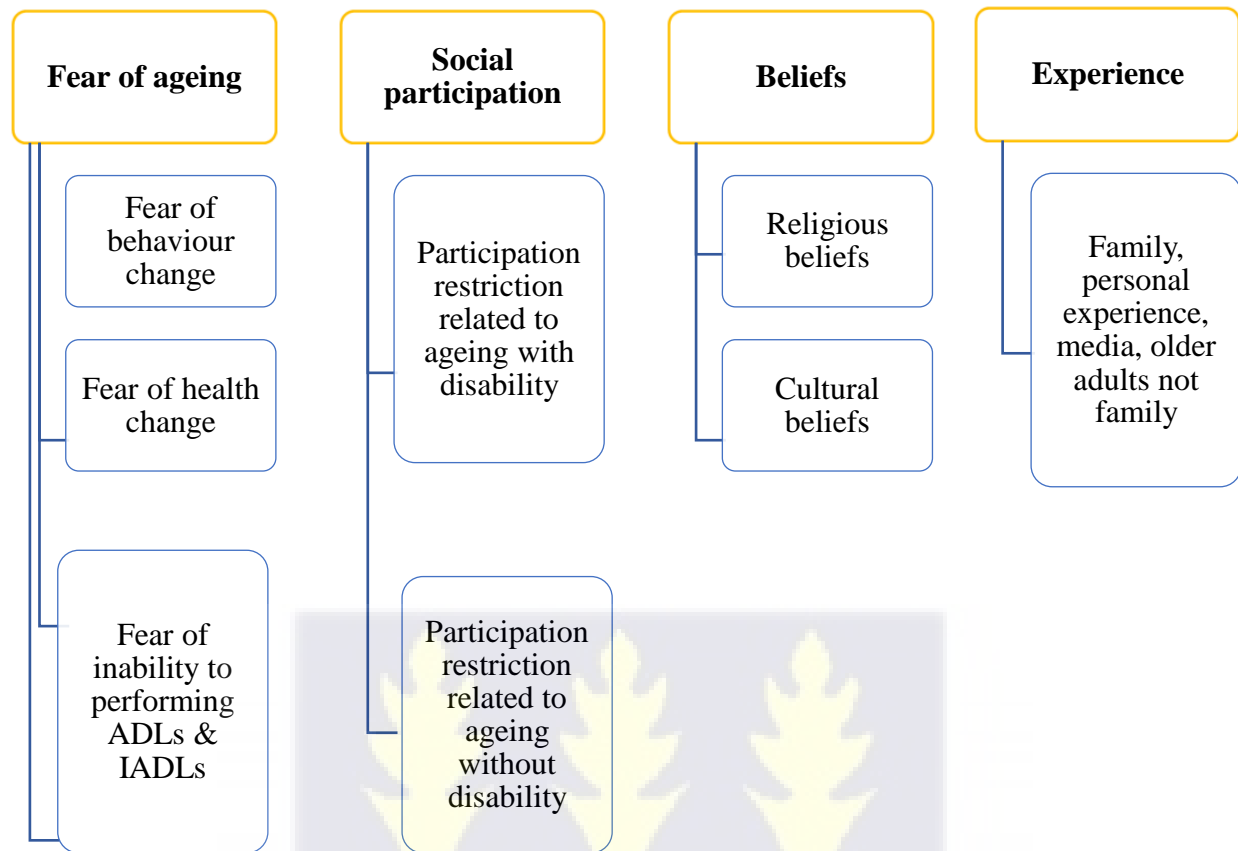 Fear of ageing
Fear of
behaviour
change
Fear of health
change
Fear of
inability to
performing
ADLs &
IADLs
Social
participation
Participation
restriction
related to
ageing with
disability
Participation
restriction
related to
ageing
without
disability
Beliefs
Religious
beliefs
Cultural
beliefs
Experience
Family,
personal
experience,
media, older
adults not
family